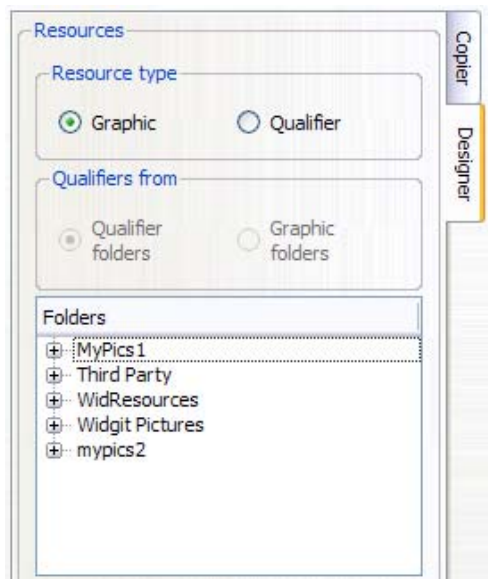 Resources
Resource type
Graphic
Qualifier
Qualifiers from
Qualifier
folders
Graphic
folders
Folders
MyPics1
Third Party
WidResources
Widgit Pictures
mypics2
Copier
Designer